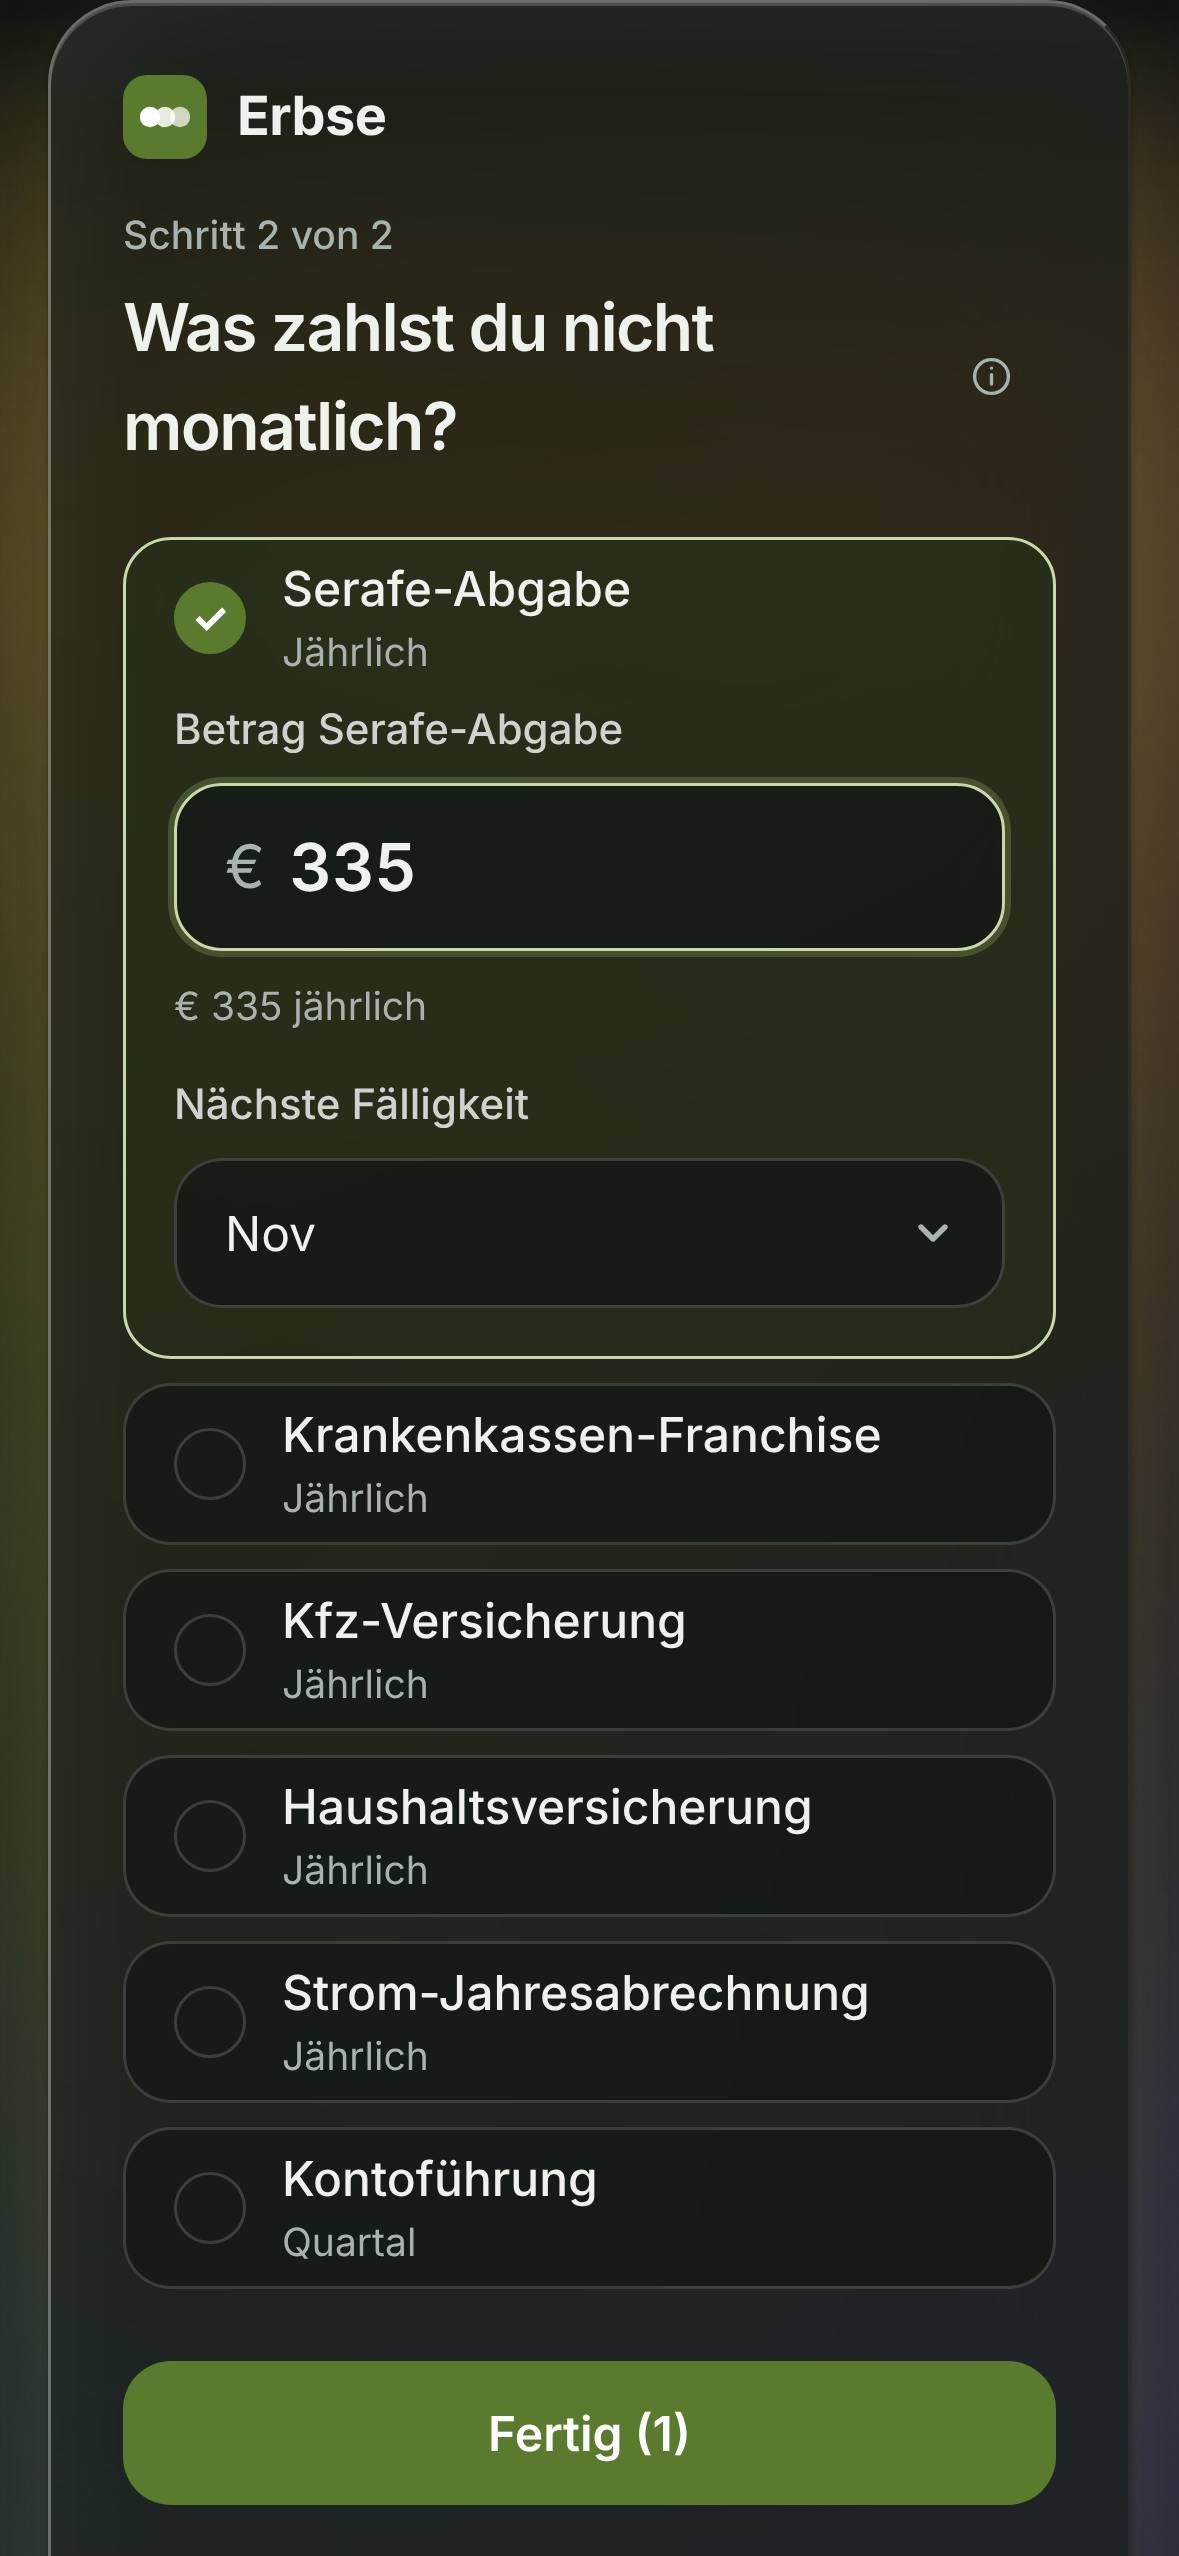 Erbse
Schritt 2 von 2
Was zahlst du nicht
monatlich?
Serafe-Abgabe
Jährlich
Betrag Serafe-Abgabe
€ 335
€ 335 jährlich
Nächste Fälligkeit
Nov
Krankenkassen-Franchise
Jährlich
Kfz-Versicherung
Jährlich
Haushaltsversicherung
Jährlich
Strom-Jahresabrechnung
Jährlich
Kontoführung
Quartal
Fertig (1)